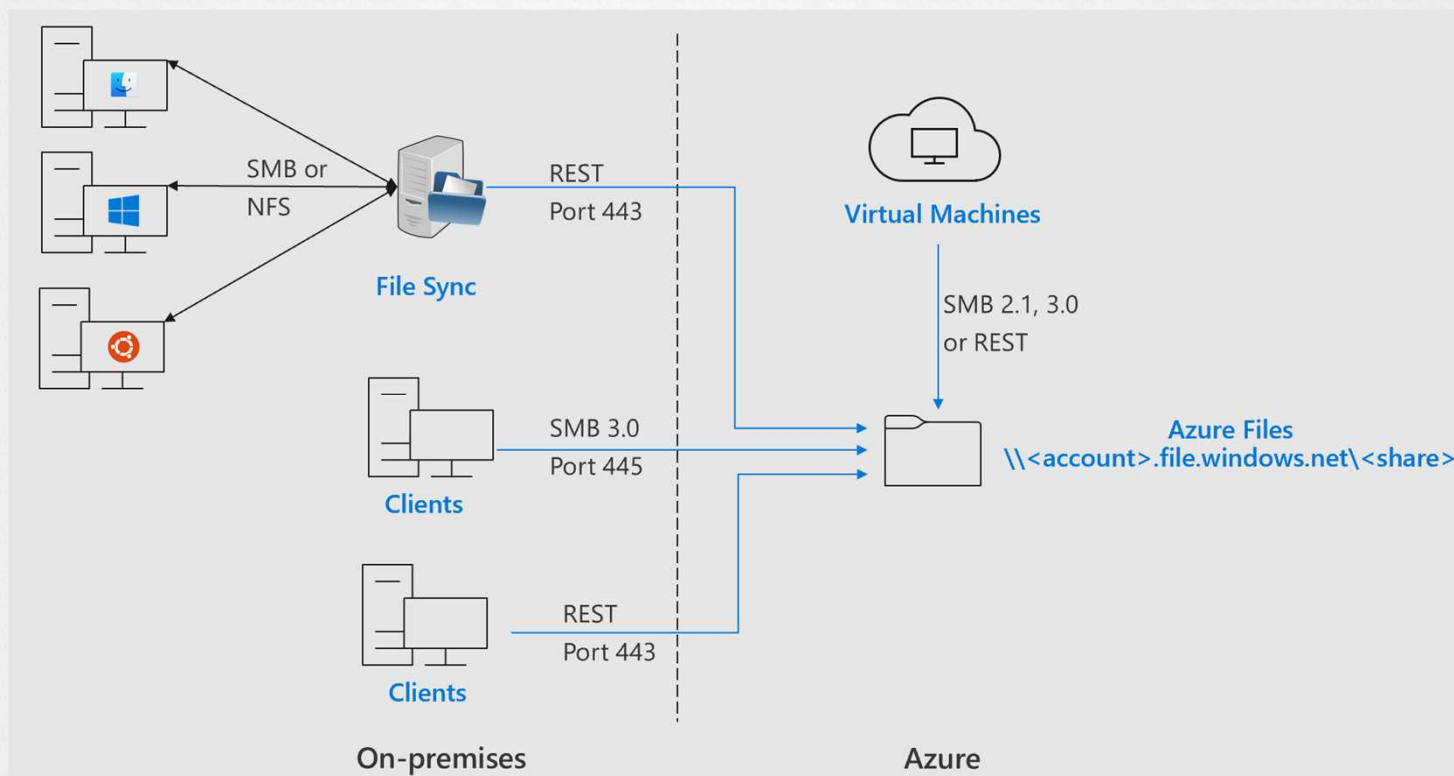 SMB or
NFS
REST
Port 443
File Sync
Virtual Machines
SMB 2.1, 3.0
or REST
SMB 3.0
Port 445
Clients
Azure Files
\\<account>.file.windows.net\<share>
REST
Port 443
Clients
On-premises
Azure